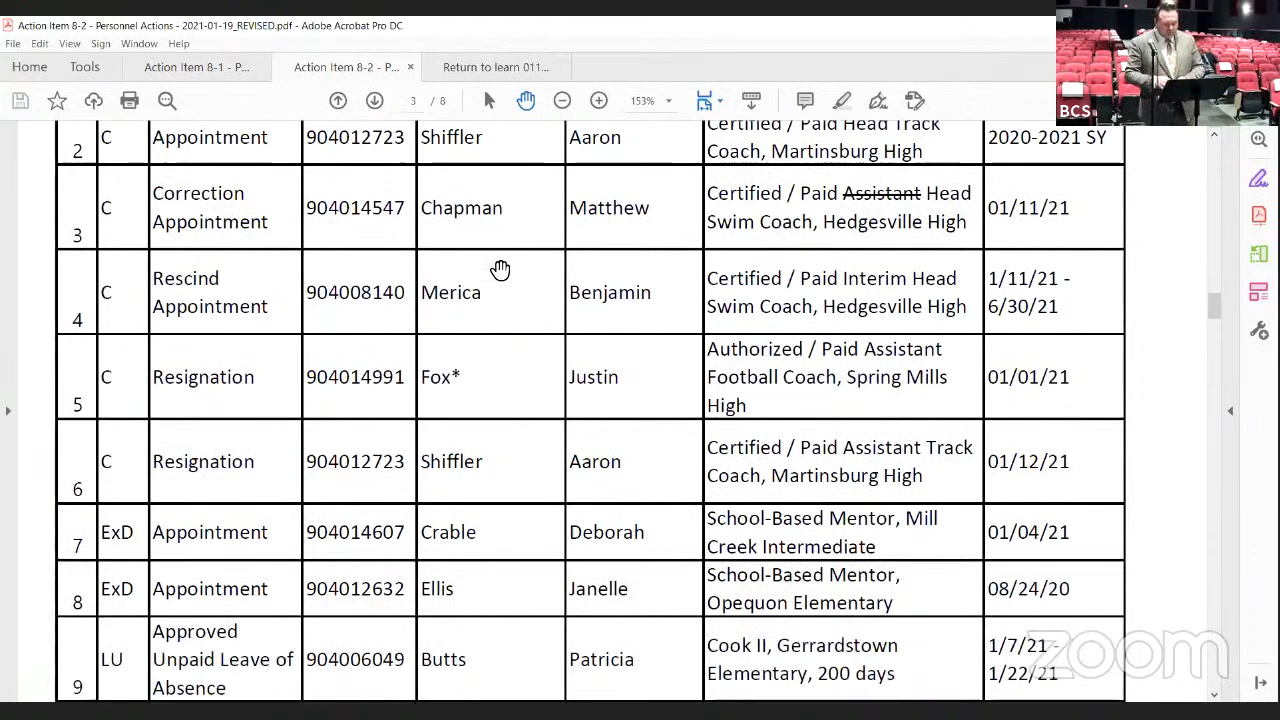 Action Item 8-2 - Personnel Actions - 2021-01-19_REVISED.pdf - Adobe Acrobat Pro DC
File Edit View Sign Window Help
Home Tools Action Item 8-1 - P... Action Item 8-2 - P... × Return to learn 01
3 / 8 153%
BCS
2 C Appointment 904012723 Shiffler Aaron Certified / Paid Head Track
Coach, Martinsburg High 2020-2021 SY
3 C Correction
Appointment 904014547 Chapman Matthew Certified / Paid Assistant Head
Swim Coach, Hedgesville High 01/11/21
4 C Rescind
Appointment 904008140 Merica Benjamin Certified / Paid Interim Head
Swim Coach, Hedgesville High 1/11/21 -
6/30/21
5 C Resignation 904014991 Fox* Justin Authorized / Paid Assistant
Football Coach, Spring Mills
High 01/01/21
6 C Resignation 904012723 Shiffler Aaron Certified / Paid Assistant Track
Coach, Martinsburg High 01/12/21
7 ExD Appointment 904014607 Crable Deborah School-Based Mentor, Mill
Creek Intermediate 01/04/21
8 ExD Appointment 904012632 Ellis Janelle School-Based Mentor,
Opequon Elementary 08/24/20
9 LU Approved
Unpaid Leave of
Absence 904006049 Butts Patricia Cook II, Gerrardstown
Elementary, 200 days 1/7/21 -
1/22/21
zoom